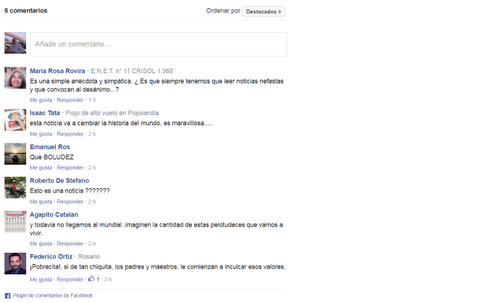 6 comentarios
Ordenar por Destacados
Añade un comentario...
Maria Rosa Rovira · E.N.E.T. nº 11 CRISOL 1.968
Es una simple anécdota y simpática. ¿ Es que siempre tenemos que leer noticias nefastas
y que convocan al desánimo...?
Me gusta · Responder · 1 h
Isaac Tata · Piojo de alto vuelo en Piojolandia
esta noticia va a cambiar la historia del mundo, es maravillosa.....
Me gusta · Responder · 2 h
Emanuel Ros
Que BOLUDEZ
Me gusta · Responder · 2 h
Roberto De Stefano
Esto es una noticia ???????
Me gusta · Responder · 2 h
Agapito Catalan
y todavia no llegamos al mundial ,imaginen la cantidad de estas pelotudeces que vamos a
vivir.
Me gusta · Responder · 2 h
Federico Ortiz · Rosario
¡Pobrecita!, si de tan chiquita, los padres y maestros, le comienzan a inculcar esos valores.
Me gusta · Responder · 1 · 3 h
Plugin de comentarios de Facebook